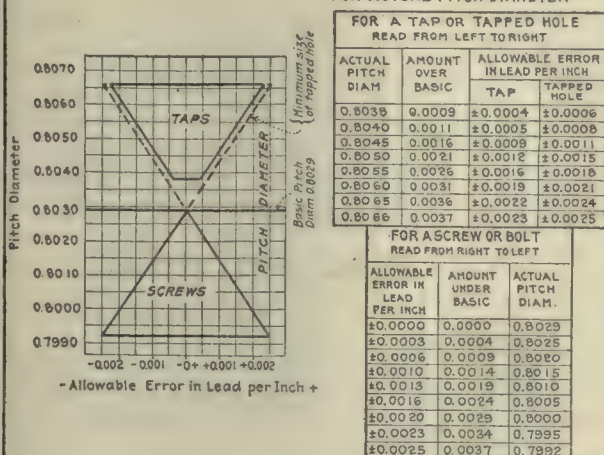 FOR ACTUAL PITCH DIAMETER
FOR A TAP OR TAPPED HOLE
READ FROM LEFT TO RIGHT
ACTUAL PITCH DIAM
AMOUNT OVER BASIC
ALLOWABLE ERROR IN LEAD PER INCH
TAP
TAPPED HOLE
0.8038 0.0009 ±0.0004 ±0.0006
0.8040 0.0011 ±0.0005 ±0.0008
0.8045 0.0016 ±0.0009 ±0.0011
0.8050 0.0021 ±0.0012 ±0.0015
0.8055 0.0026 ±0.0016 ±0.0018
0.8060 0.0031 ±0.0019 ±0.0021
0.8065 0.0036 ±0.0022 ±0.0024
0.8066 0.0037 ±0.0023 ±0.0025
FOR A SCREW OR BOLT
READ FROM RIGHT TO LEFT
ALLOWABLE ERROR IN LEAD PER INCH
AMOUNT UNDER BASIC
ACTUAL PITCH DIAM.
±0.0000 0.0000 0.8029
±0.0003 0.0004 0.8025
±0.0006 0.0009 0.8020
±0.0010 0.0014 0.8015
±0.0013 0.0019 0.8010
±0.0016 0.0024 0.8005
±0.0020 0.0029 0.8000
±0.0023 0.0034 0.7995
±0.0025 0.0037 0.7992
Pitch Diameter
0.8070
0.8060
0.8050
0.8040
0.8030
0.8020
0.8010
0.8000
0.7990
TAPS
SCREWS
PITCH DIAMETER
Minimum size
of tapped hole
Basic Pitch
Diam 0.8029
-0.002 -0.001 -0+ +0.001 +0.002
- Allowable Error in Lead per Inch +